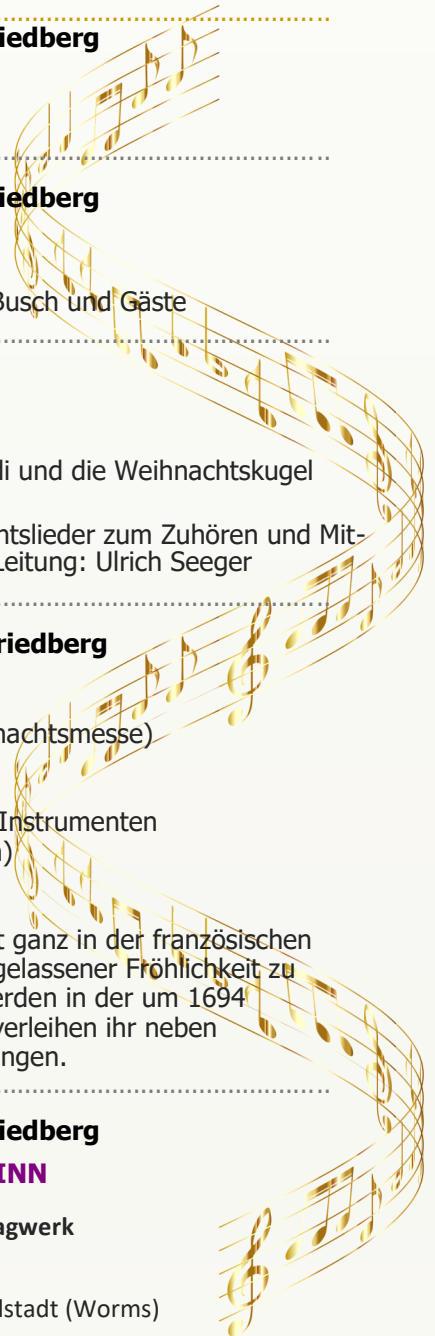 iedberg
iedberg
Busch und Gäste
li und die Weihnachtskugel
ntslieder zum Zuhören und Mit-
Leitung: Ulrich Seeger
riedberg
nachtsmesse)
Instrumenten
)
t ganz in der französischen
gelassener Fröhlichkeit zu
erden in der um 1694
verleihen ihr neben
ngen.
iedberg
INN
agwerk
lstadt (Worms)